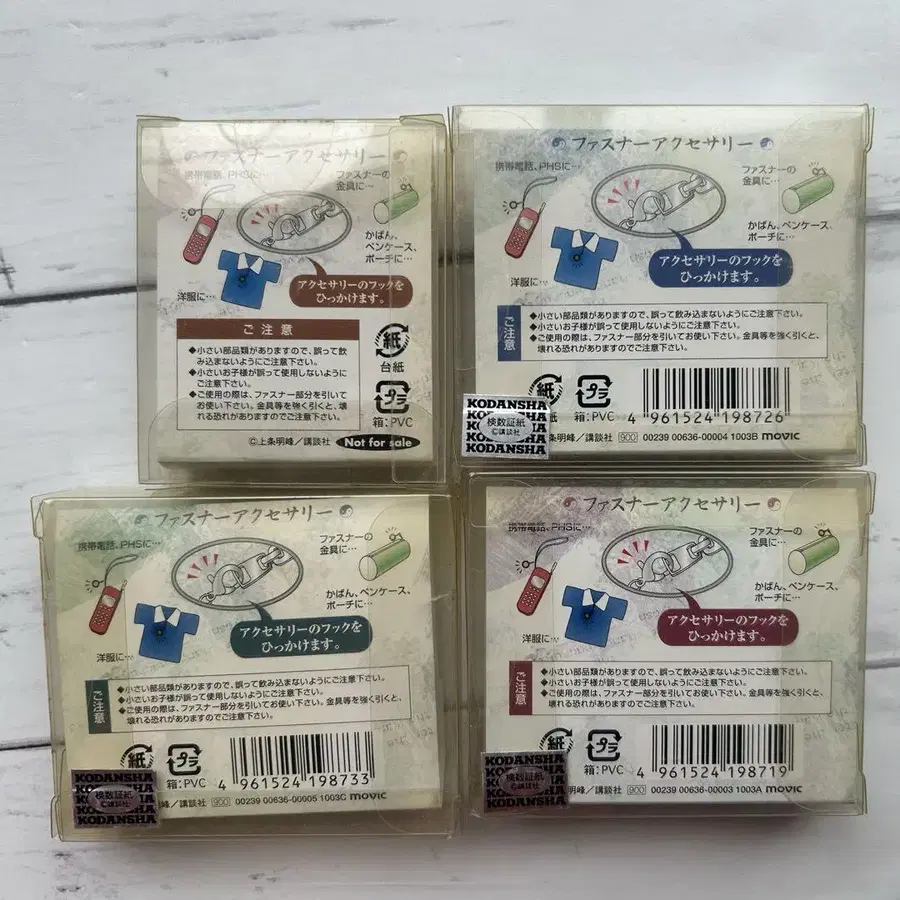 ファスナーアクセサリー
携帯電話、PHSに…
ファスナーの
金具に…
かばん、
ペンケース、
ポーチに…
洋服に…
アクセサリーのフックを
ひっかけます。
ご注意
◆小さい部品類がありますので、誤って飲
み込まないようにご注意下さい。
◆小さいお子様が誤って使用しないように
ご注意下さい。
◆ご使用の際は、ファスナー部分を引いて
お使い下さい。金具等を強く引くと、壊
れる恐れがありますのでご注意下さい。
紙
台紙
プラ
箱:PVC
©上条明峰/講談社
Not for sale
ファスナーアクセサリー
携帯電話、PHSに…
ファスナーの
金具に…
かばん、ペンケース、
ポーチに…
洋服に…
アクセサリーのフックを
ひっかけます。
ご注意
◆小さい部品類がありますので、誤って飲み込まないようにご注意下さい。
◆小さいお子様が誤って使用しないようにご注意下さい。
◆ご使用の際は、ファスナー部分を引いてお使い下さい。金具等を強く引くと、
壊れる恐れがありますのでご注意下さい。
紙
プラ
箱:PVC
4 961524 198726
KODANSHA
検数証紙
©講談社
KODANSHA
明峰/講談社 900 00239 00636-00004 1003B movic
ファスナーアクセサリー
携帯電話、PHSに…
ファスナーの
金具に…
かばん、ペンケース、
ポーチに…
洋服に…
アクセサリーのフックを
ひっかけます。
ご注意
◆小さい部品類がありますので、誤って飲み込まないようにご注意下さい。
◆小さいお子様が誤って使用しないようにご注意下さい。
◆ご使用の際は、ファスナー部分を引いてお使い下さい。金具等を強く引くと、
壊れる恐れがありますのでご注意下さい。
紙
プラ
箱:PVC
4 961524 198733
KODANSHA
検数証紙
©講談社
KODANSHA
峰/講談社 900 00239 00636-00005 1003C movic
ファスナーアクセサリー
携帯電話、PHSに…
ファスナーの
金具に…
かばん、ペンケース、
ポーチに…
洋服に…
アクセサリーのフックを
ひっかけます。
ご注意
◆小さい部品類がありますので、誤って飲み込まないようにご注意下さい。
◆小さいお子様が誤って使用しないようにご注意下さい。
◆ご使用の際は、ファスナー部分を引いてお使い下さい。金具等を強く引くと、
壊れる恐れがありますのでご注意下さい。
紙
プラ
箱:PVC
4 961524 198719
KODANSHA
検数証紙
©講談社
KODANSHA
明峰/講談社 900 00239 00636-00003 1003A movic